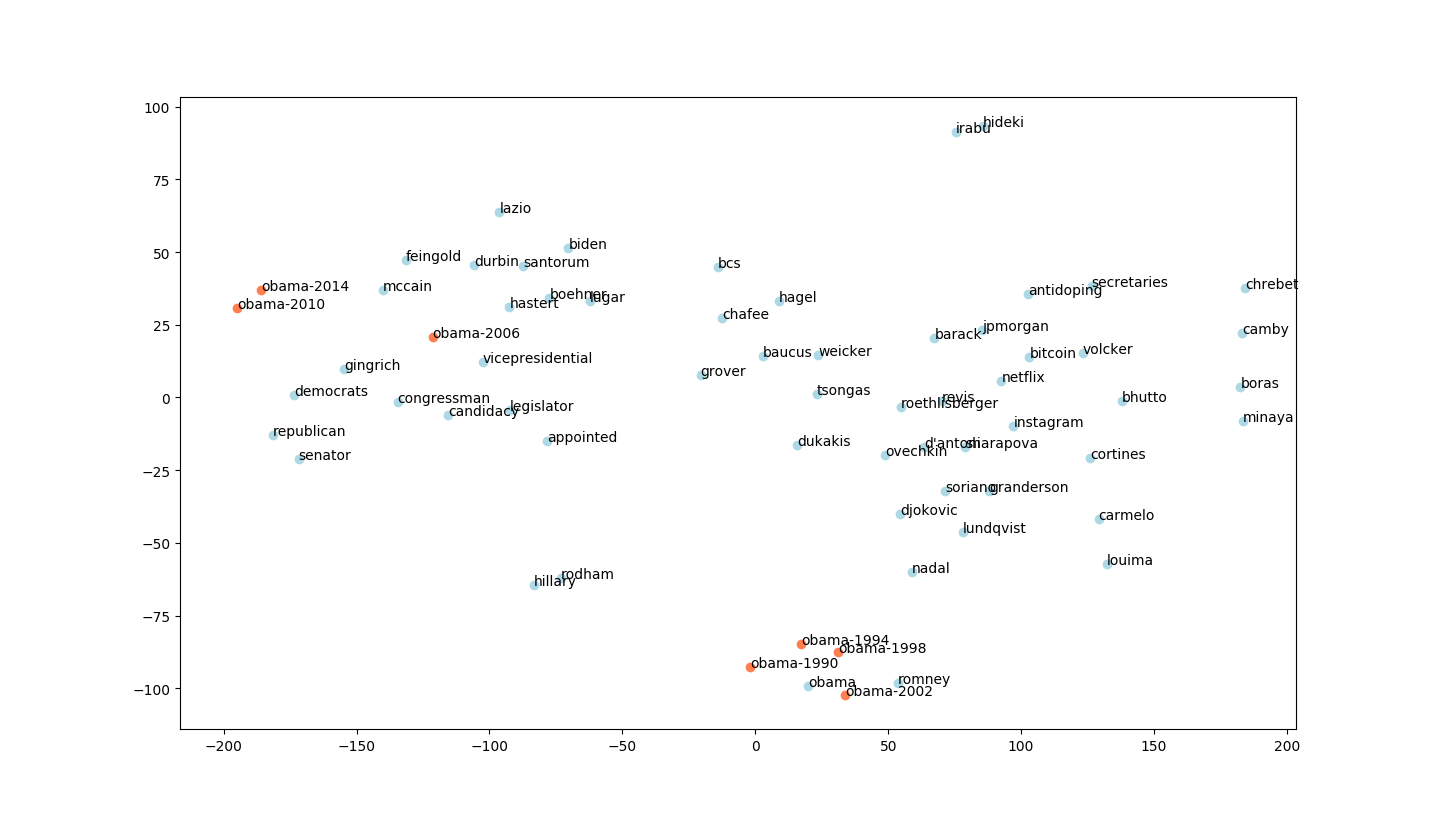 100
75
50
25
0
−25
−50
−75
−100
hideki
irabu
lazio
biden
feingold
durbin
santorum
bcs
secretaries
obama-2014
mccain
antidoping
chrebet
boehner
lugar
hagel
obama-2010
hastert
chafee
obama-2006
barack
jpmorgan
camby
vicepresidential
baucus
weicker
bitcoin
volcker
gingrich
grover
netflix
democrats
tsongas
boras
congressman
candidacy
legislator
roethlisberger
revis
bhutto
republican
appointed
dukakis
instagram
minaya
senator
ovechkin
d'antoni
sharapova
cortines
soriano
granderson
djokovic
carmelo
lundqvist
hillary
rodham
nadal
louima
obama-1994
obama-1998
obama-1990
obama
romney
obama-2002
−200
−150
−100
−50
0
50
100
150
200